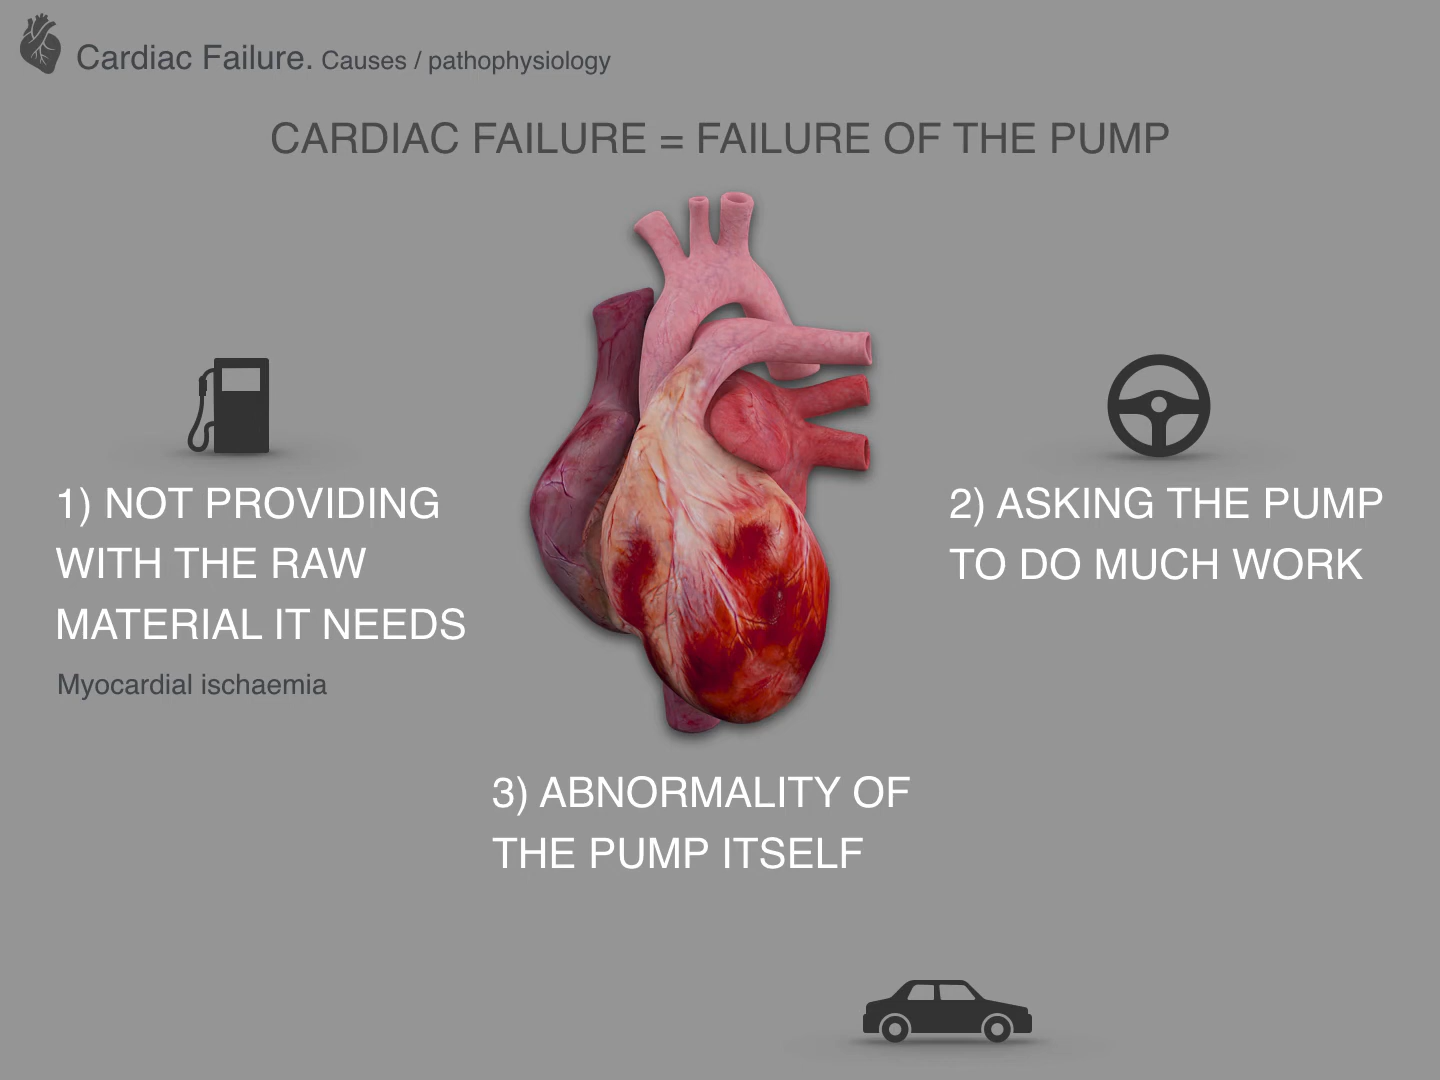 Cardiac Failure. Causes / pathophysiology
CARDIAC FAILURE = FAILURE OF THE PUMP
1) NOT PROVIDING
WITH THE RAW
MATERIAL IT NEEDS
Myocardial ischaemia
2) ASKING THE PUMP
TO DO MUCH WORK
3) ABNORMALITY OF
THE PUMP ITSELF